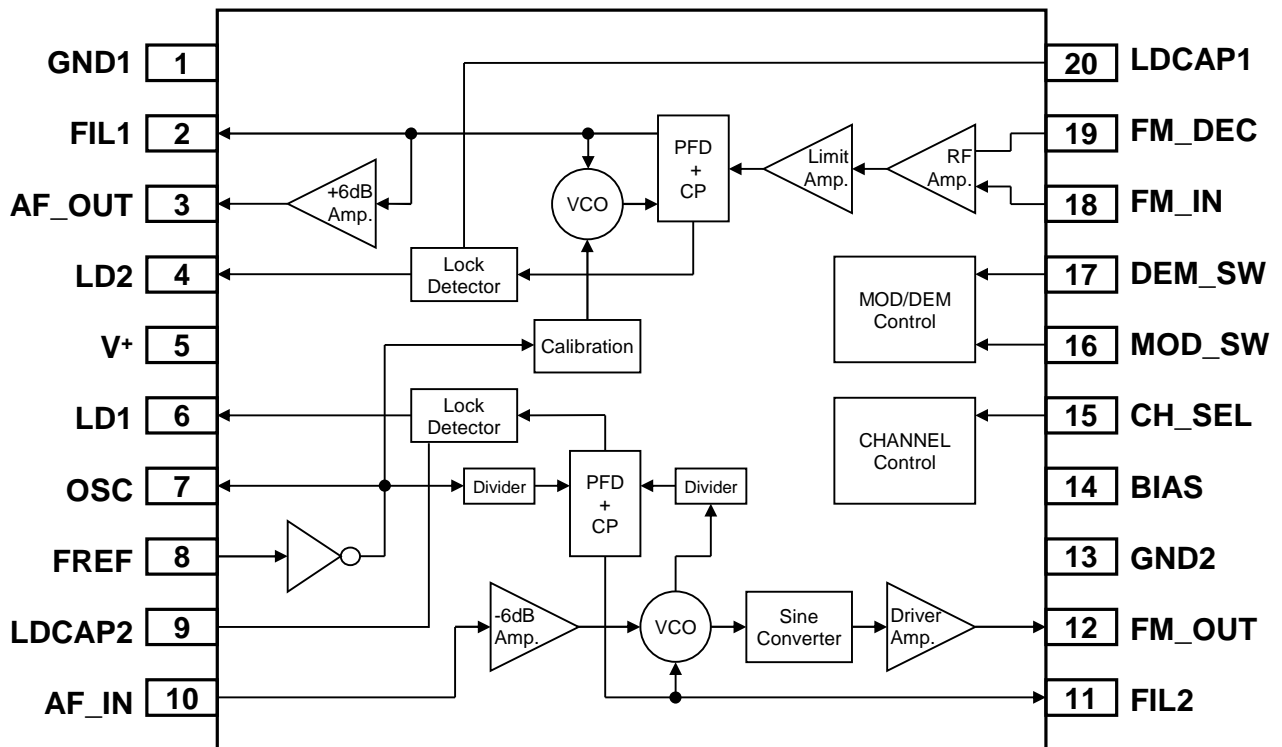 GND1 1
20 LDCAP1
FIL1 2
19 FM_DEC
AF_OUT 3
18 FM_IN
LD2 4
17 DEM_SW
V+ 5
16 MOD_SW
LD1 6
15 CH_SEL
OSC 7
14 BIAS
FREF 8
13 GND2
LDCAP2 9
12 FM_OUT
AF_IN 10
11 FIL2
+6dB
Amp.
VCO
PFD
+
CP
Limit
Amp.
RF
Amp.
Lock
Detector
Calibration
MOD/DEM
Control
Lock
Detector
CHANNEL
Control
Divider
PFD
+
CP
Divider
-6dB
Amp.
VCO
Sine
Converter
Driver
Amp.